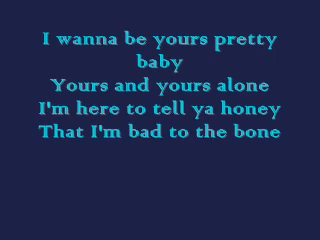 I wanna be yours pretty
baby
Yours and yours alone
I'm here to tell ya honey
That I'm bad to the bone